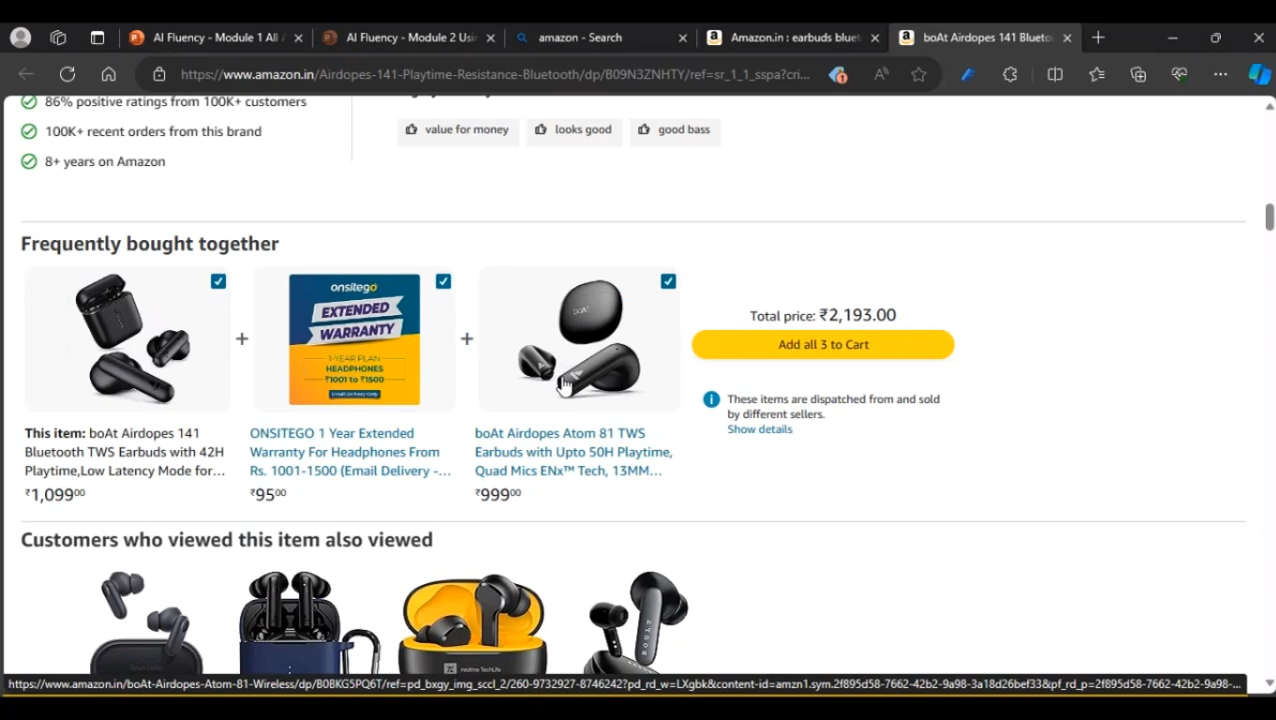 AI Fluency - Module 1 All A
AI Fluency - Module 2 Usin
amazon - Search
Amazon.in : earbuds bluet
boAt Airdopes 141 Blueto
https://www.amazon.in/Airdopes-141-Playtime-Resistance-Bluetooth/dp/B09N3ZNHTY/ref=sr_1_1_sspa?cri...
86% positive ratings from 100K+ customers
100K+ recent orders from this brand
8+ years on Amazon
value for money
looks good
good bass
Frequently bought together
onsitego
EXTENDED
WARRANTY
1-YEAR PLAN
HEADPHONES
₹1001 to ₹1500
+
+
Total price: ₹2,193.00
Add all 3 to Cart
These items are dispatched from and sold
by different sellers.
Show details
This item: boAt Airdopes 141
Bluetooth TWS Earbuds with 42H
Playtime,Low Latency Mode for...
₹1,099.00
ONSITEGO 1 Year Extended
Warranty For Headphones From
Rs. 1001-1500 (Email Delivery -...
₹95.00
boAt Airdopes Atom 81 TWS
Earbuds with Upto 50H Playtime,
Quad Mics ENx™ Tech, 13MM...
₹999.00
Customers who viewed this item also viewed
realme TechLife
BOULT
https://www.amazon.in/boAt-Airdopes-Atom-81-Wireless/dp/B0BKG5PQ6T/ref=pd_bxgy_img_sccl_2/260-9732927-8746242?pd_rd_w=LXgbk&content-id=amzn1.sym.2f895d58-7662-42b2-9a98-3a18d26bef33&pf_rd_p=2f895d58-7662-42b2-9a98-...